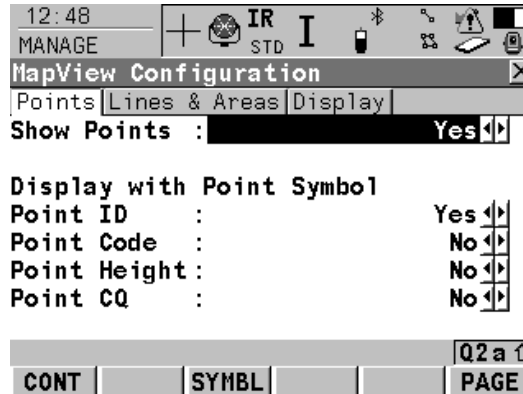 12:48
IR
MANAGE
STD
I
MapView Configuration
Points Lines & Areas Display
Show Points : Yes
Display with Point Symbol
Point ID : Yes
Point Code : No
Point Height: No
Point CQ : No
Q2a
CONT SYMBL PAGE